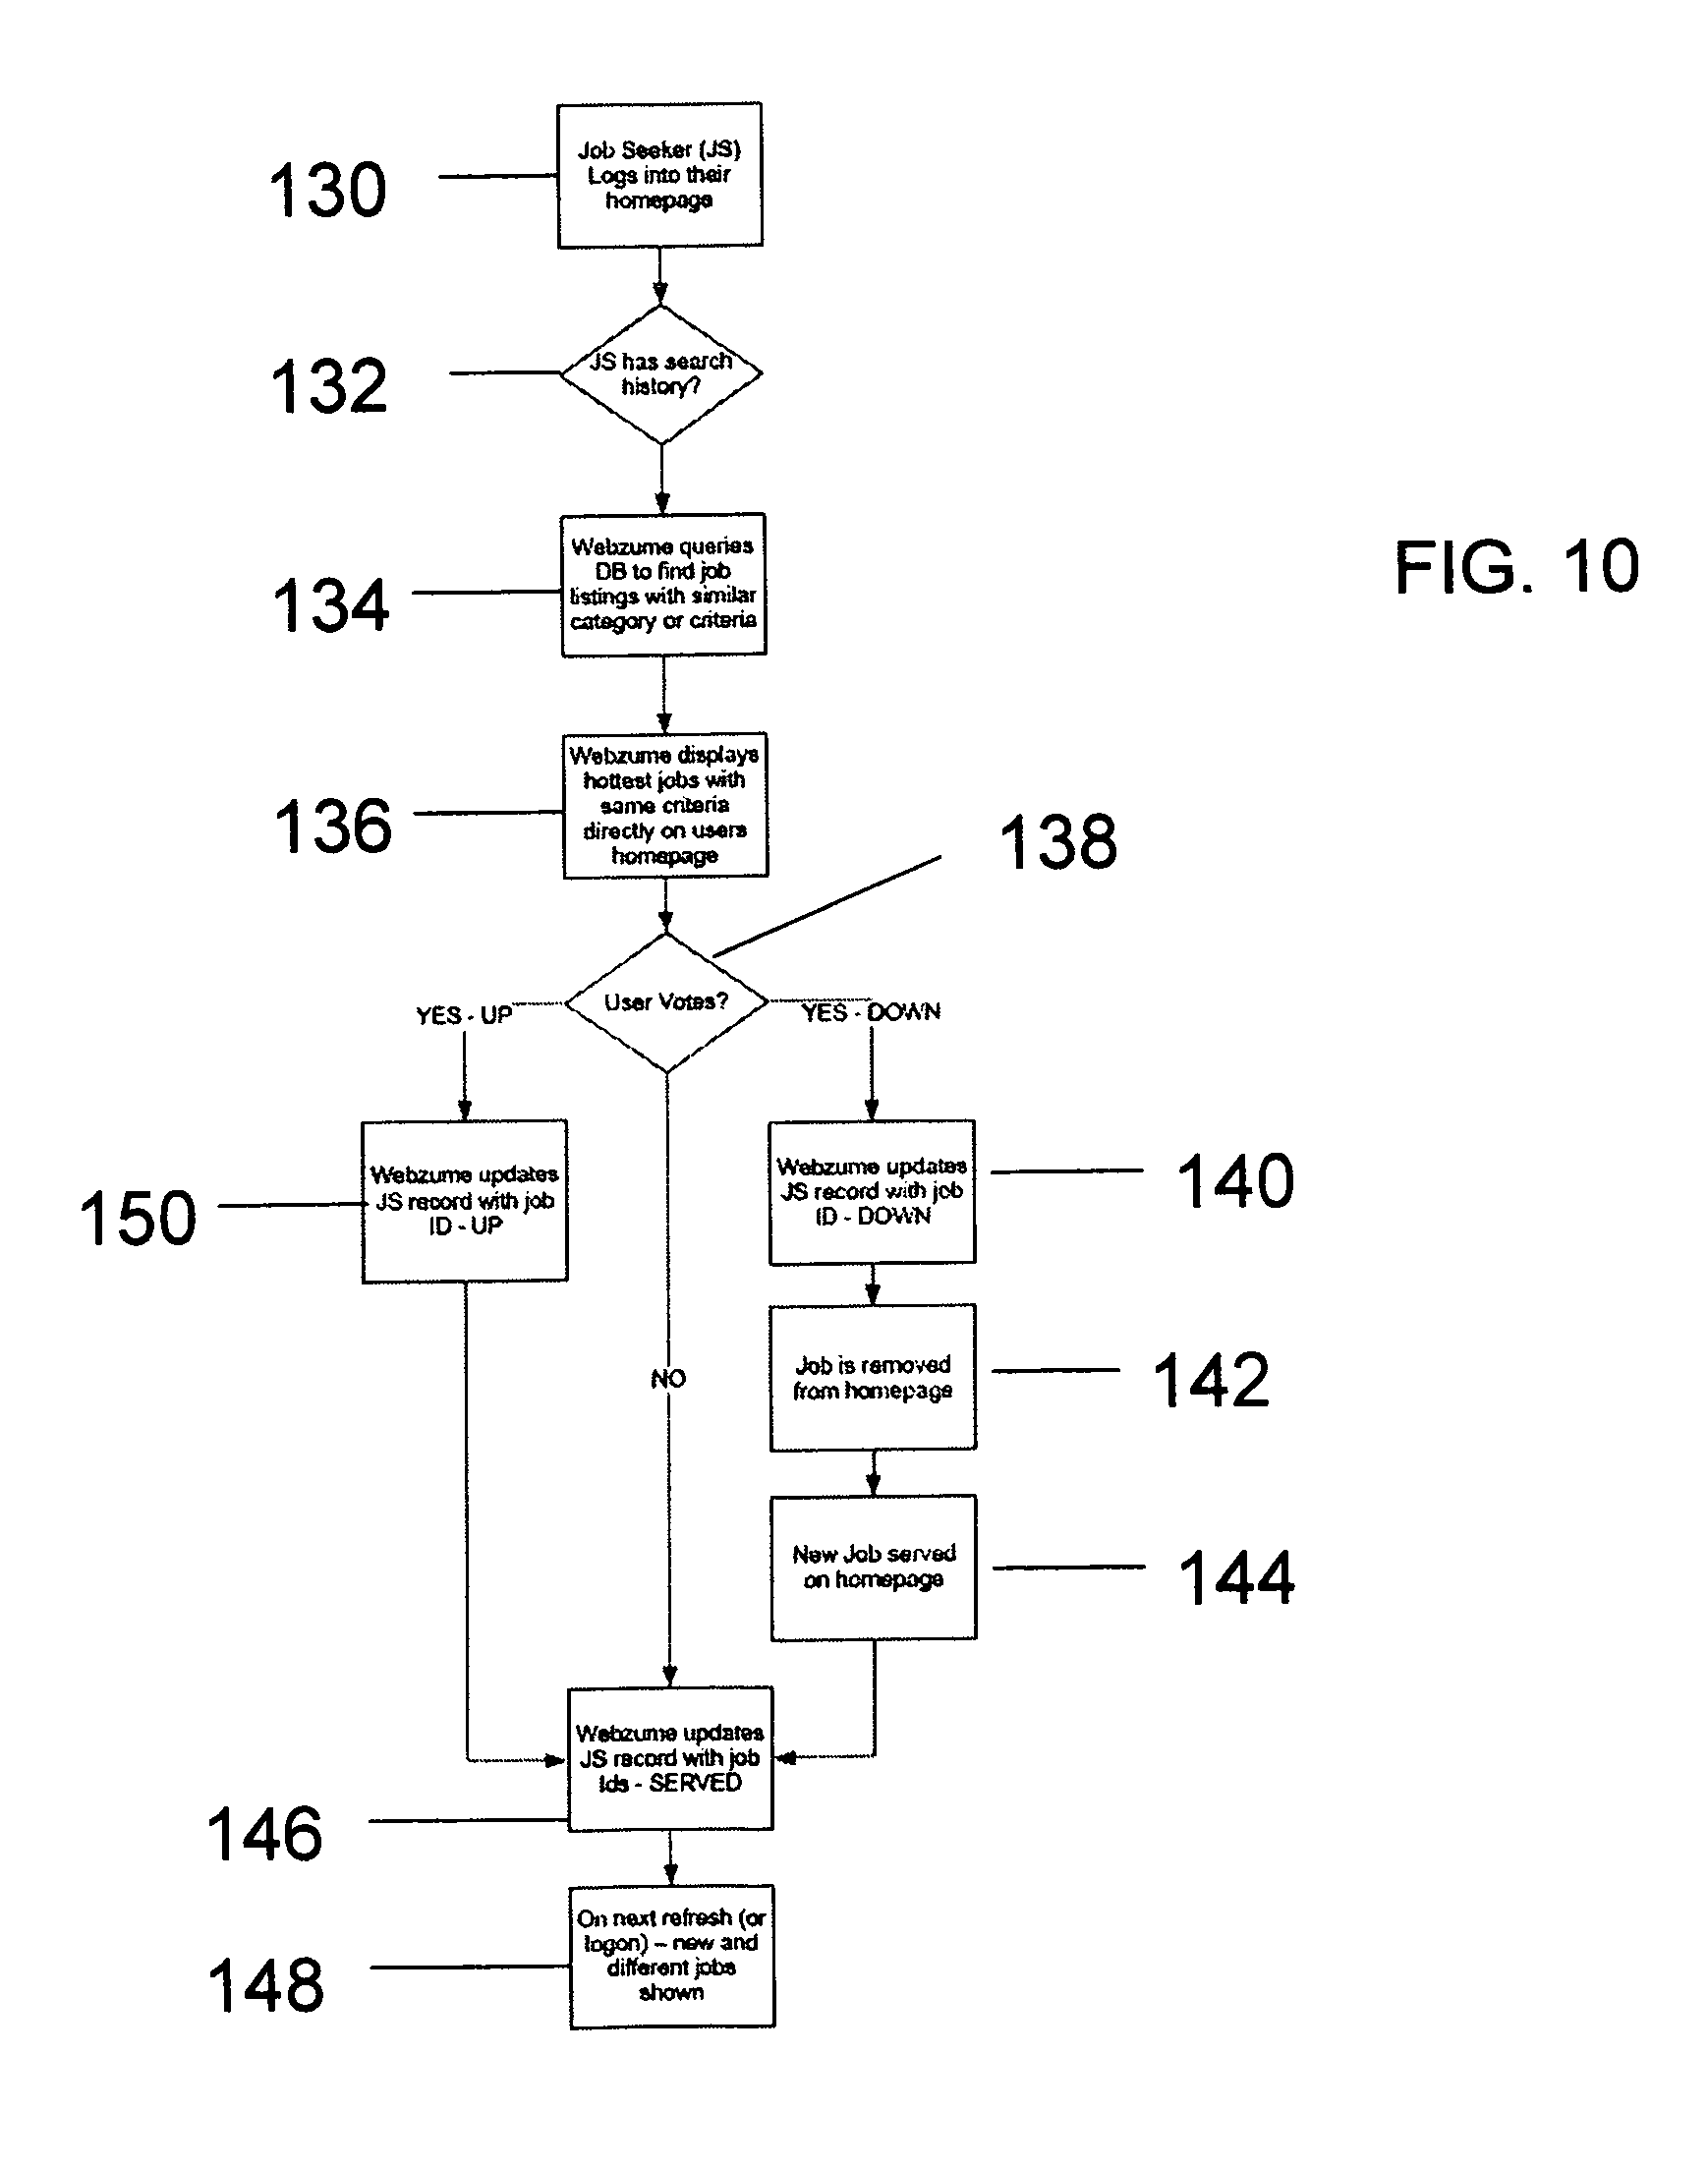 Job Seeker (JS)
Logs into their
homepage
130
JS has search
history?
132
Webzume queries
DB to find job
listings with similar
category or criteria
134
FIG. 10
Webzume displays
hottest jobs with
same criteria
directly on users
homepage
136
138
User Votes?
YES - UP
YES - DOWN
Webzume updates
JS record with job
ID - UP
150
Webzume updates
JS record with job
ID - DOWN
140
NO
Job is removed
from homepage
142
New Job served
on homepage
144
Webzume updates
JS record with job
Ids - SERVED
146
On next refresh (or
logon) – new and
different jobs
shown
148